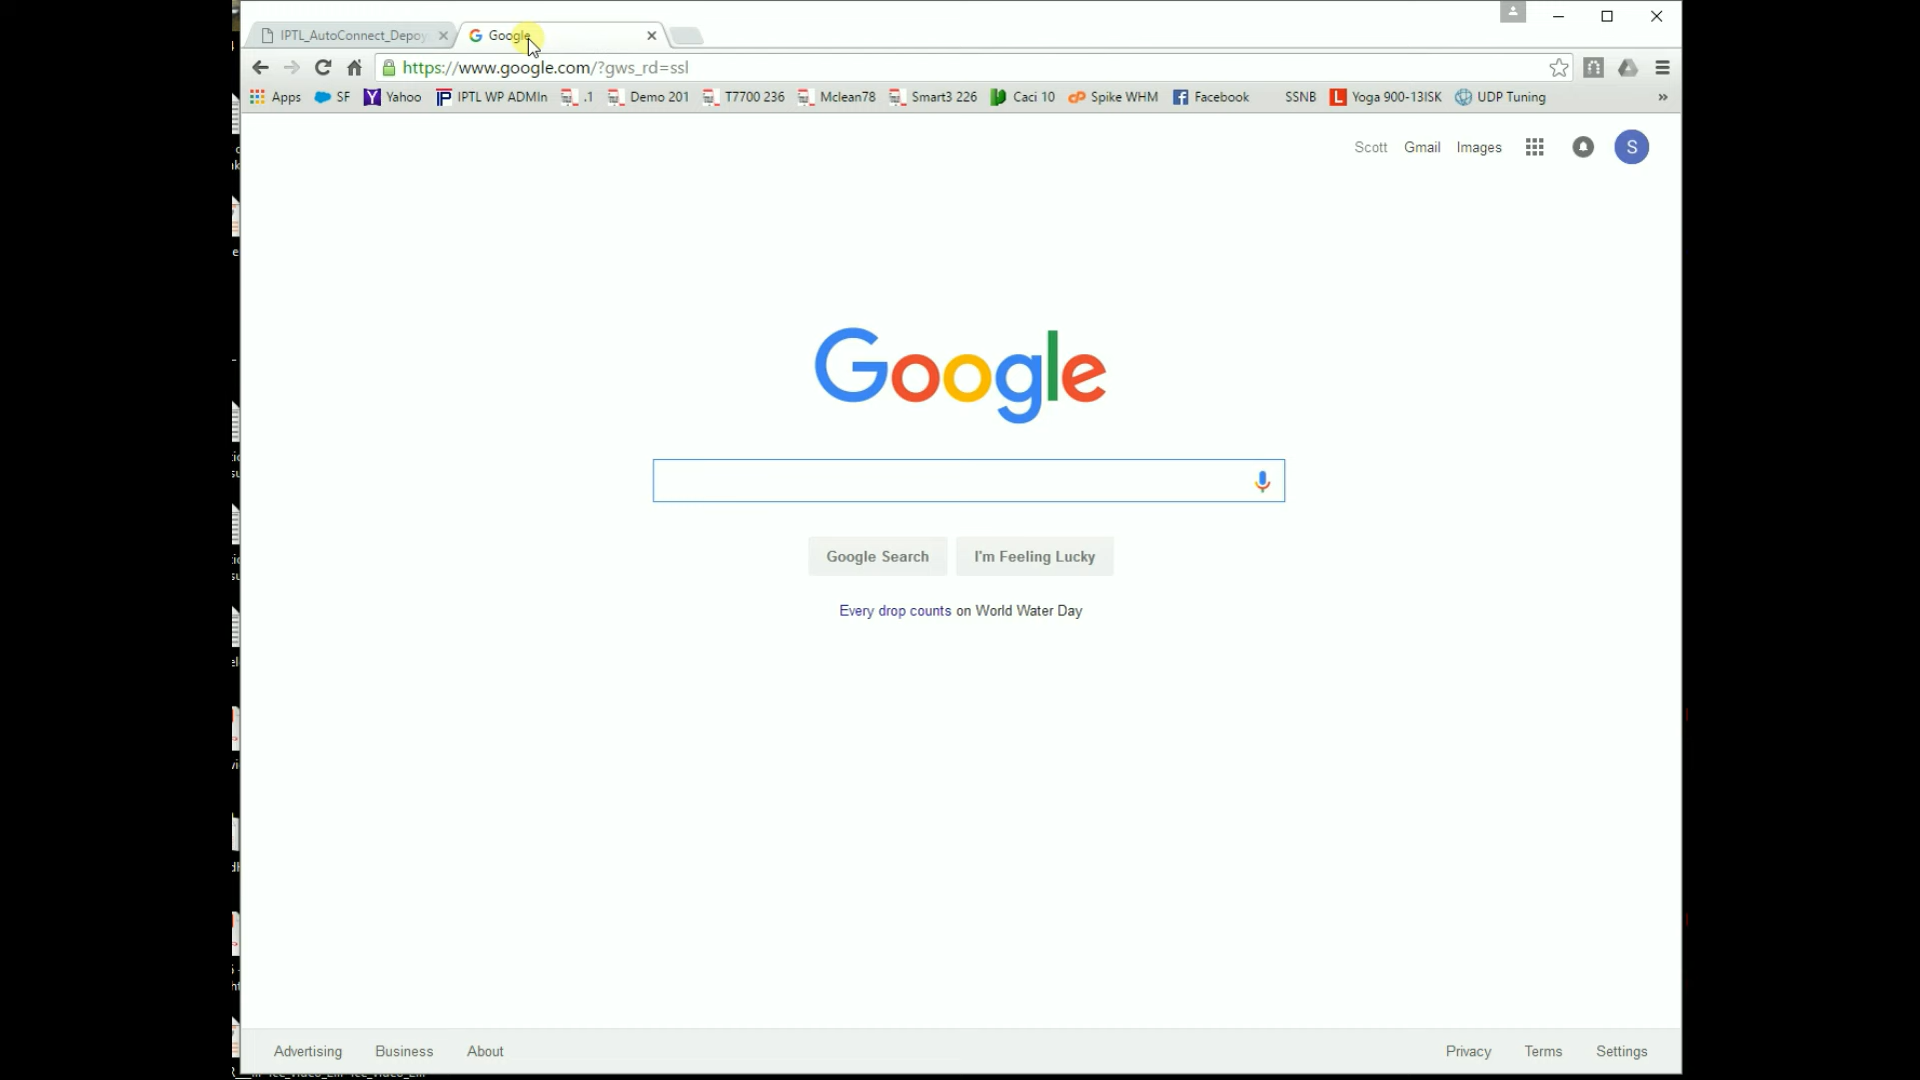 IPTL_AutoConnect_Depoy
Google
https://www.google.com/?gws_rd=ssl
Apps SF Yahoo IPTL WP ADMIn .1 Demo 201 T7700 236 Mclean78 Smart3 226 Caci 10 Spike WHM Facebook SSNB Yoga 900-13ISK UDP Tuning »
Scott Gmail Images S
Google
Google Search I'm Feeling Lucky
Every drop counts on World Water Day
Advertising Business About Privacy Terms Settings